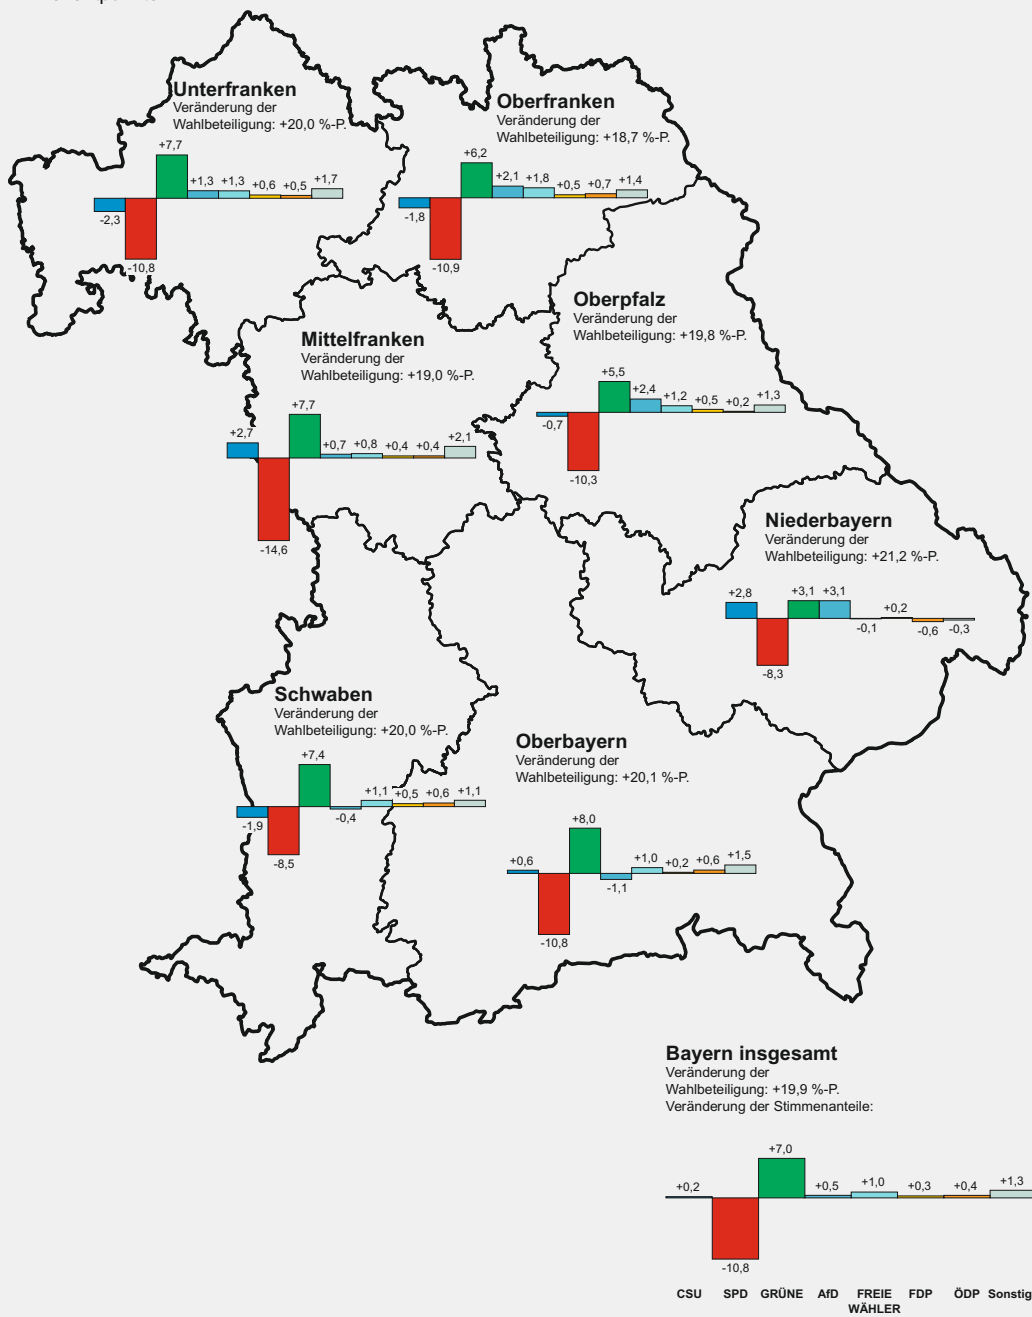 Unterfranken
Veränderung der
Wahlbeteiligung: +20,0 %-P.
+7,7
+1,3 +1,3 +0,6 +0,5 +1,7
-2,3
-10,8
Oberfranken
Veränderung der
Wahlbeteiligung: +18,7 %-P.
+6,2
+2,1 +1,8 +0,5 +0,7 +1,4
-1,8
-10,9
Oberpfalz
Veränderung der
Wahlbeteiligung: +19,8 %-P.
+5,5
+2,4 +1,2 +0,5 +0,2 +1,3
-0,7
-10,3
Mittelfranken
Veränderung der
Wahlbeteiligung: +19,0 %-P.
+7,7
+2,7 +0,7 +0,8 +0,4 +0,4 +2,1
-14,6
Niederbayern
Veränderung der
Wahlbeteiligung: +21,2 %-P.
+2,8 +3,1 +3,1 +0,2
-0,1 -0,6 -0,3
-8,3
Schwaben
Veränderung der
Wahlbeteiligung: +20,0 %-P.
+7,4
+1,1 +0,5 +0,6 +1,1
-1,9 -0,4
-8,5
Oberbayern
Veränderung der
Wahlbeteiligung: +20,1 %-P.
+8,0
+0,6 +1,0 +0,2 +0,6 +1,5
-1,1
-10,8
Bayern insgesamt
Veränderung der
Wahlbeteiligung: +19,9 %-P.
Veränderung der Stimmenanteile:
+7,0
+0,2 +0,5 +1,0 +0,3 +0,4 +1,3
-10,8
CSU SPD GRÜNE AfD FREIE FDP ÖDP Sonstig
WÄHLER